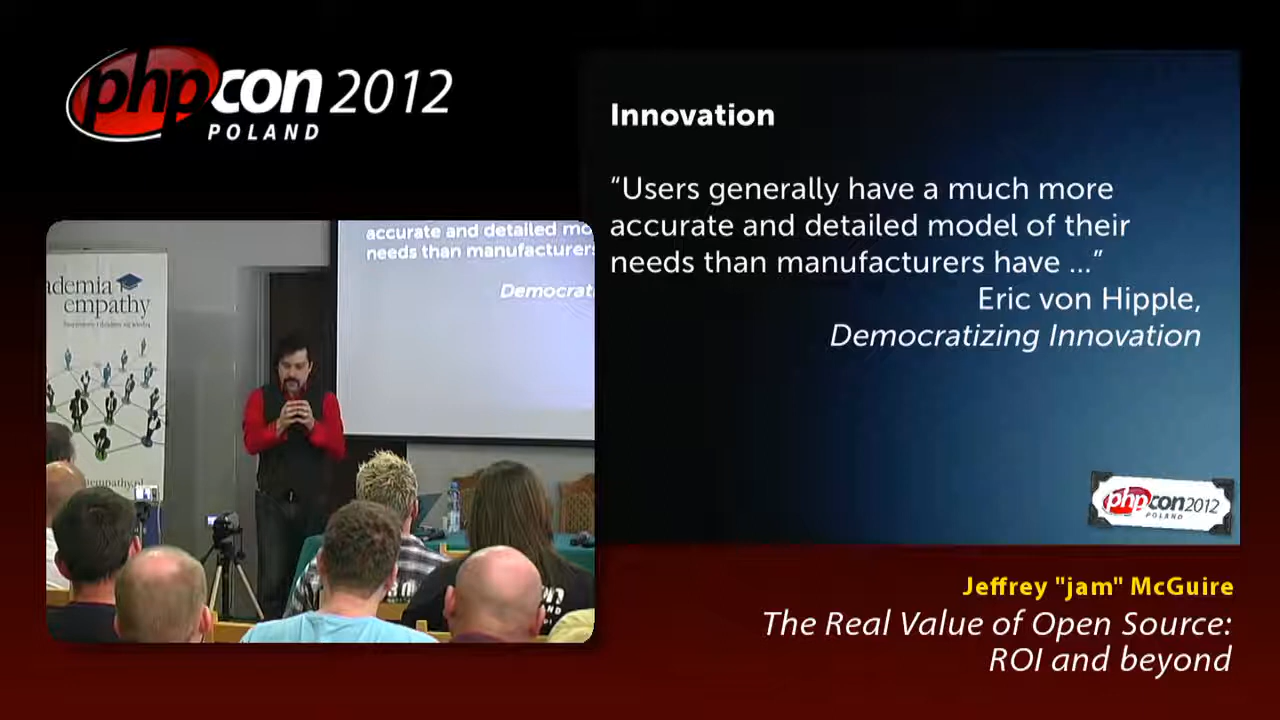 phpcon 2012
POLAND
Innovation
“Users generally have a much more
accurate and detailed model of their
needs than manufacturers have ...”
Eric von Hipple,
Democratizing Innovation
accurate and detailed mo
needs than manufacturers
Democrat
ademia
empathy
phpcon2012
POLAND
Jeffrey "jam" McGuire
The Real Value of Open Source:
ROI and beyond